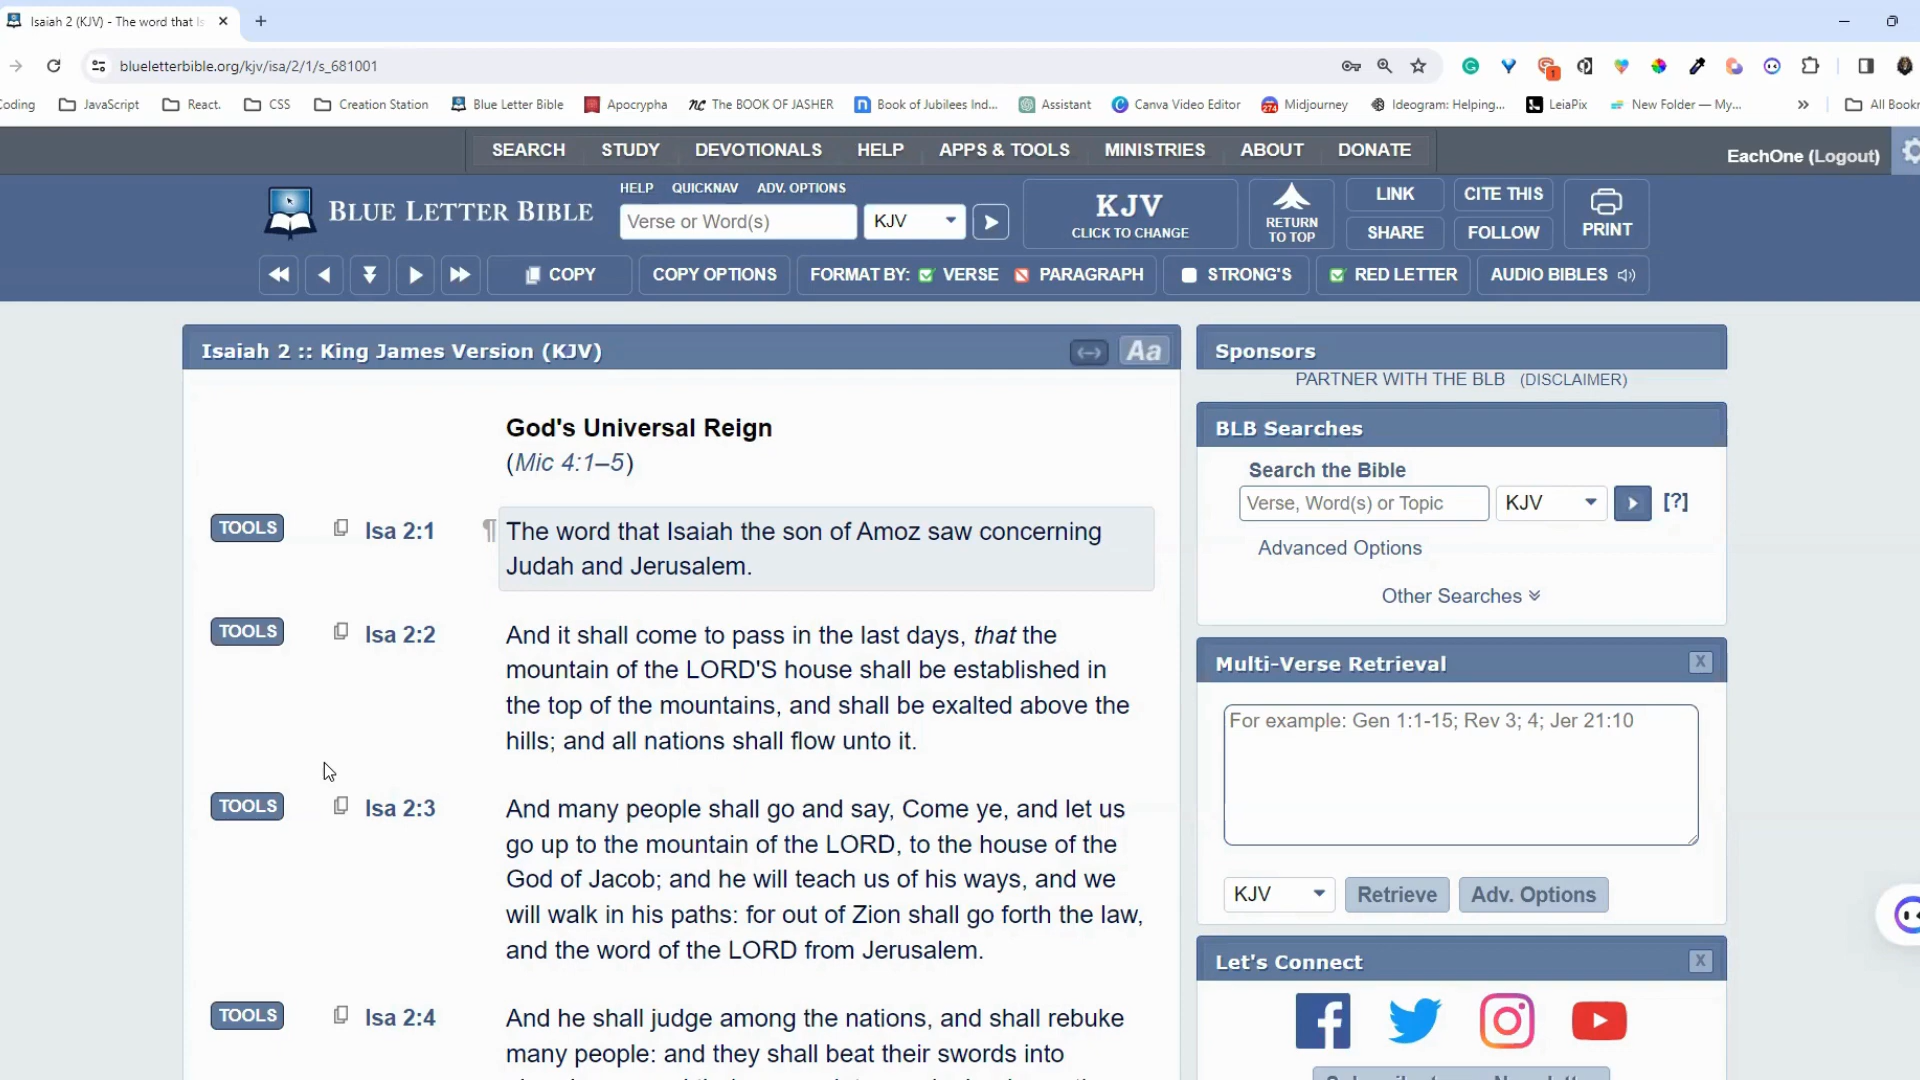 Isaiah 2 (KJV) - The word that Is
blueletterbible.org/kjv/isa/2/1/s_681001
1
Coding JavaScript React. CSS Creation Station Blue Letter Bible Apocrypha JC The BOOK OF JASHER Book of Jubilees Ind... Assistant Canva Video Editor 274 Midjourney Ideogram: Helping... LeiaPix New Folder — My... » All Bookr
SEARCH STUDY DEVOTIONALS HELP APPS & TOOLS MINISTRIES ABOUT DONATE
EachOne (Logout)
HELP QUICKNAV ADV. OPTIONS
BLUE LETTER BIBLE
Verse or Word(s) KJV
KJV
CLICK TO CHANGE
RETURN
TO TOP
LINK CITE THIS
SHARE FOLLOW
PRINT
COPY COPY OPTIONS FORMAT BY: VERSE PARAGRAPH STRONG'S RED LETTER AUDIO BIBLES
Isaiah 2 :: King James Version (KJV)
Aa
God's Universal Reign
(Mic 4:1–5)
TOOLS Isa 2:1 ¶ The word that Isaiah the son of Amoz saw concerning
Judah and Jerusalem.
TOOLS Isa 2:2 And it shall come to pass in the last days, that the
mountain of the LORD'S house shall be established in
the top of the mountains, and shall be exalted above the
hills; and all nations shall flow unto it.
TOOLS Isa 2:3 And many people shall go and say, Come ye, and let us
go up to the mountain of the LORD, to the house of the
God of Jacob; and he will teach us of his ways, and we
will walk in his paths: for out of Zion shall go forth the law,
and the word of the LORD from Jerusalem.
TOOLS Isa 2:4 And he shall judge among the nations, and shall rebuke
many people: and they shall beat their swords into
Sponsors
PARTNER WITH THE BLB (DISCLAIMER)
BLB Searches
Search the Bible
Verse, Word(s) or Topic KJV [?]
Advanced Options
Other Searches
Multi-Verse Retrieval X
For example: Gen 1:1-15; Rev 3; 4; Jer 21:10
KJV Retrieve Adv. Options
Let's Connect X